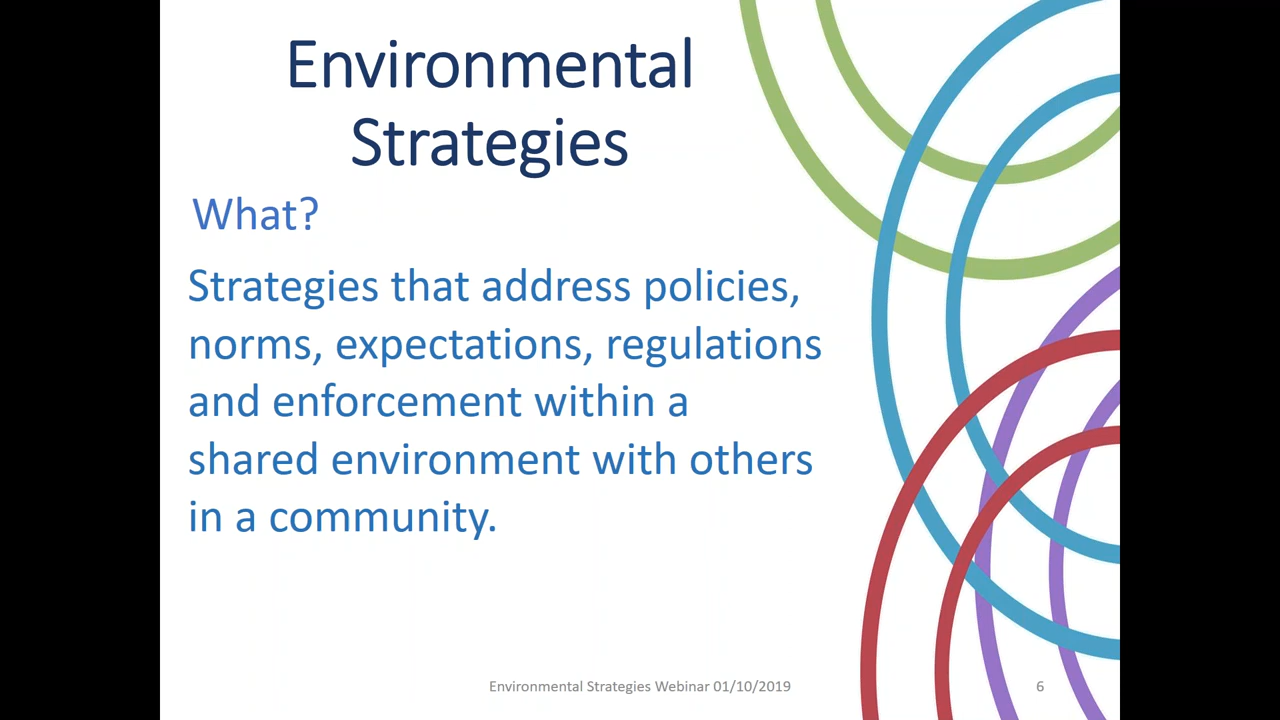 Environmental
Strategies
What?
Strategies that address policies,
norms, expectations, regulations
and enforcement within a
shared environment with others
in a community.
Environmental Strategies Webinar 01/10/2019
6